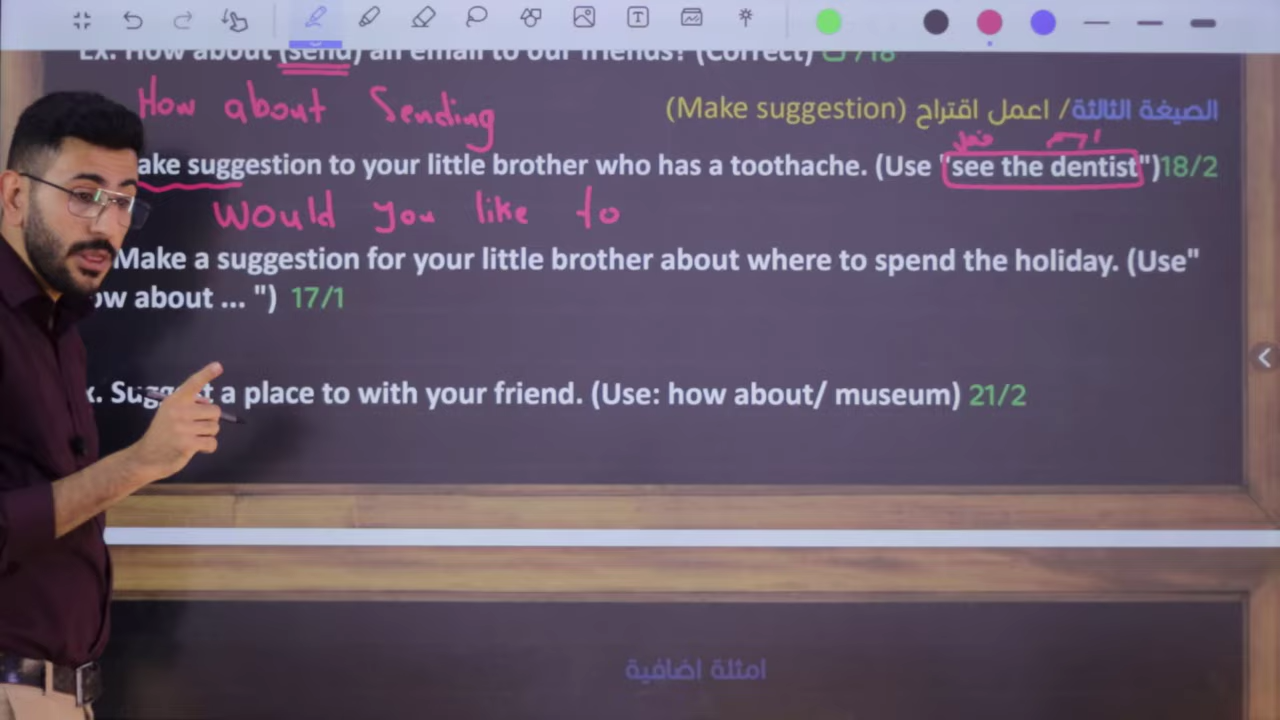 How about (send) an email to our friends? (Correct)
How about Sending
الصيغة الثالثة/ اعمل اقتراح (Make suggestion)
فعل اسم
ake suggestion to your little brother who has a toothache. (Use "see the dentist")18/2
Would you like to
Make a suggestion for your little brother about where to spend the holiday. (Use"
ow about ... ") 17/1
x. Suggest a place to with your friend. (Use: how about/ museum) 21/2
امثلة اضافية